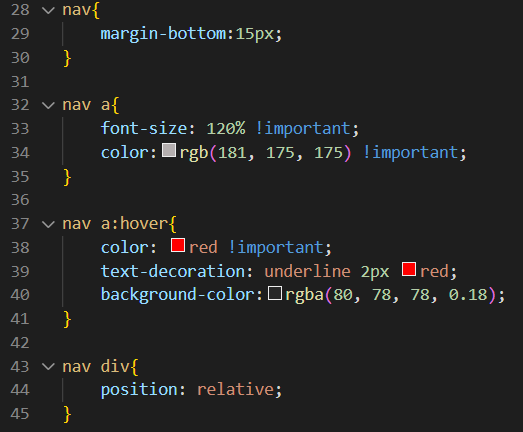 28 nav{
29 margin-bottom:15px;
30 }
31
32 nav a{
33 font-size: 120% !important;
34 color:rgb(181, 175, 175) !important;
35 }
36
37 nav a:hover{
38 color: red !important;
39 text-decoration: underline 2px red;
40 background-color:rgba(80, 78, 78, 0.18);
41 }
42
43 nav div{
44 position: relative;
45 }